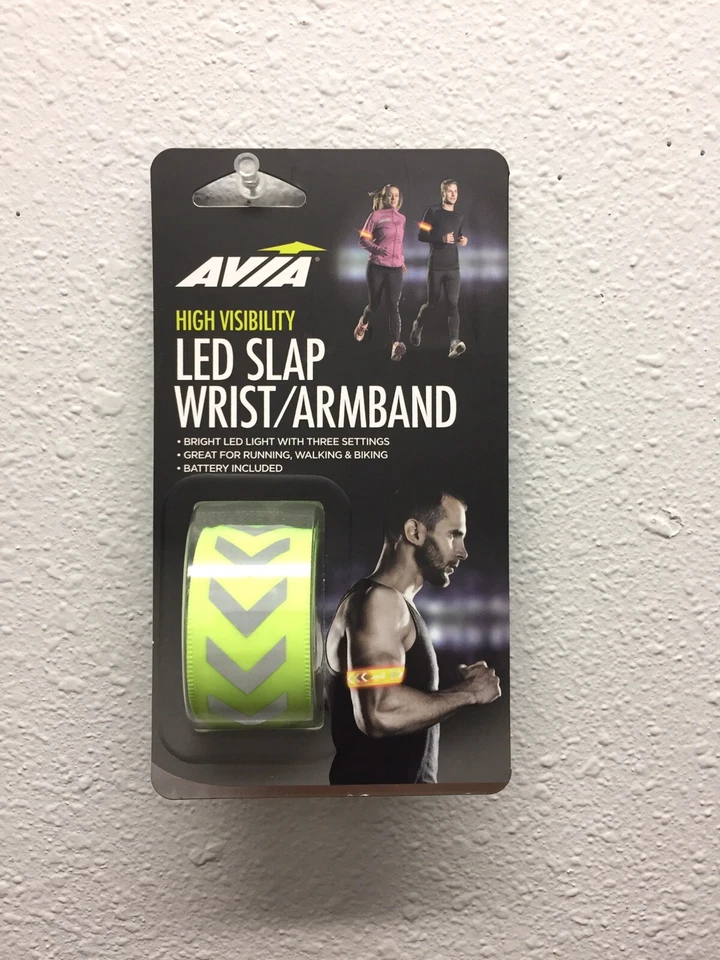 AVIA®
HIGH VISIBILITY
LED SLAP
WRIST/ARMBAND
• BRIGHT LED LIGHT WITH THREE SETTINGS
• GREAT FOR RUNNING, WALKING & BIKING
• BATTERY INCLUDED